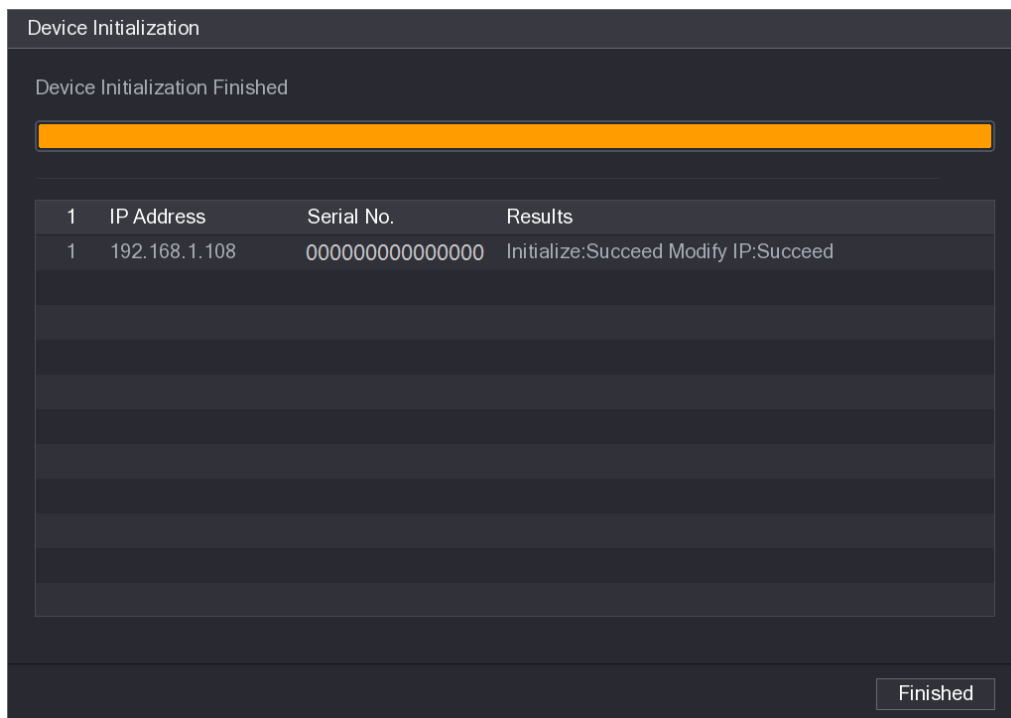 Device Initialization
Device Initialization Finished
1 IP Address Serial No. Results
1 192.168.1.108 000000000000000 Initialize:Succeed Modify IP:Succeed
Finished